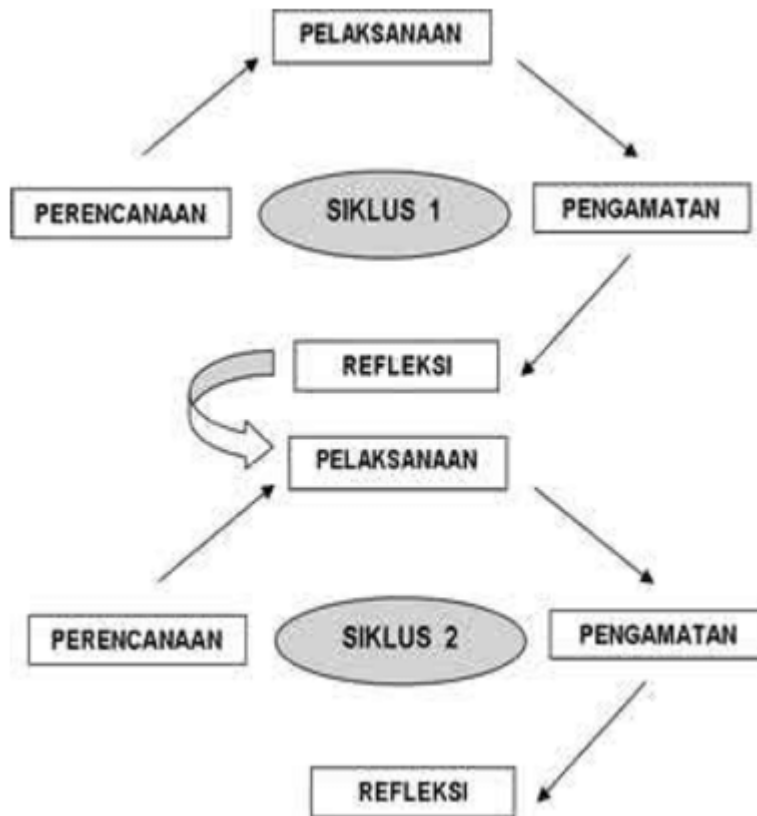 PELAKSANAAN
PERENCANAAN
SIKLUS 1
PENGAMATAN
REFLEKSI
PELAKSANAAN
PERENCANAAN
SIKLUS 2
PENGAMATAN
REFLEKSI